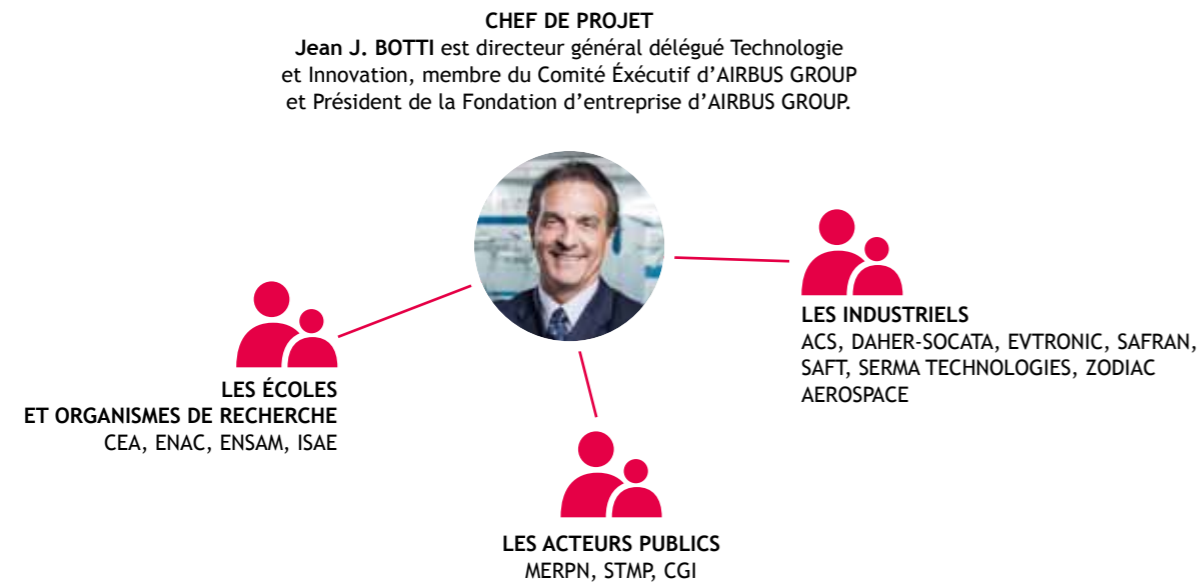 CHEF DE PROJET
Jean J. BOTTI est directeur général délégué Technologie
et Innovation, membre du Comité Éxécutif d’AIRBUS GROUP
et Président de la Fondation d’entreprise d’AIRBUS GROUP.
LES INDUSTRIELS
ACS, DAHER-SOCATA, EVTRONIC, SAFRAN,
SAFT, SERMA TECHNOLOGIES, ZODIAC
AEROSPACE
LES ÉCOLES
ET ORGANISMES DE RECHERCHE
CEA, ENAC, ENSAM, ISAE
LES ACTEURS PUBLICS
MERPN, STMP, CGI